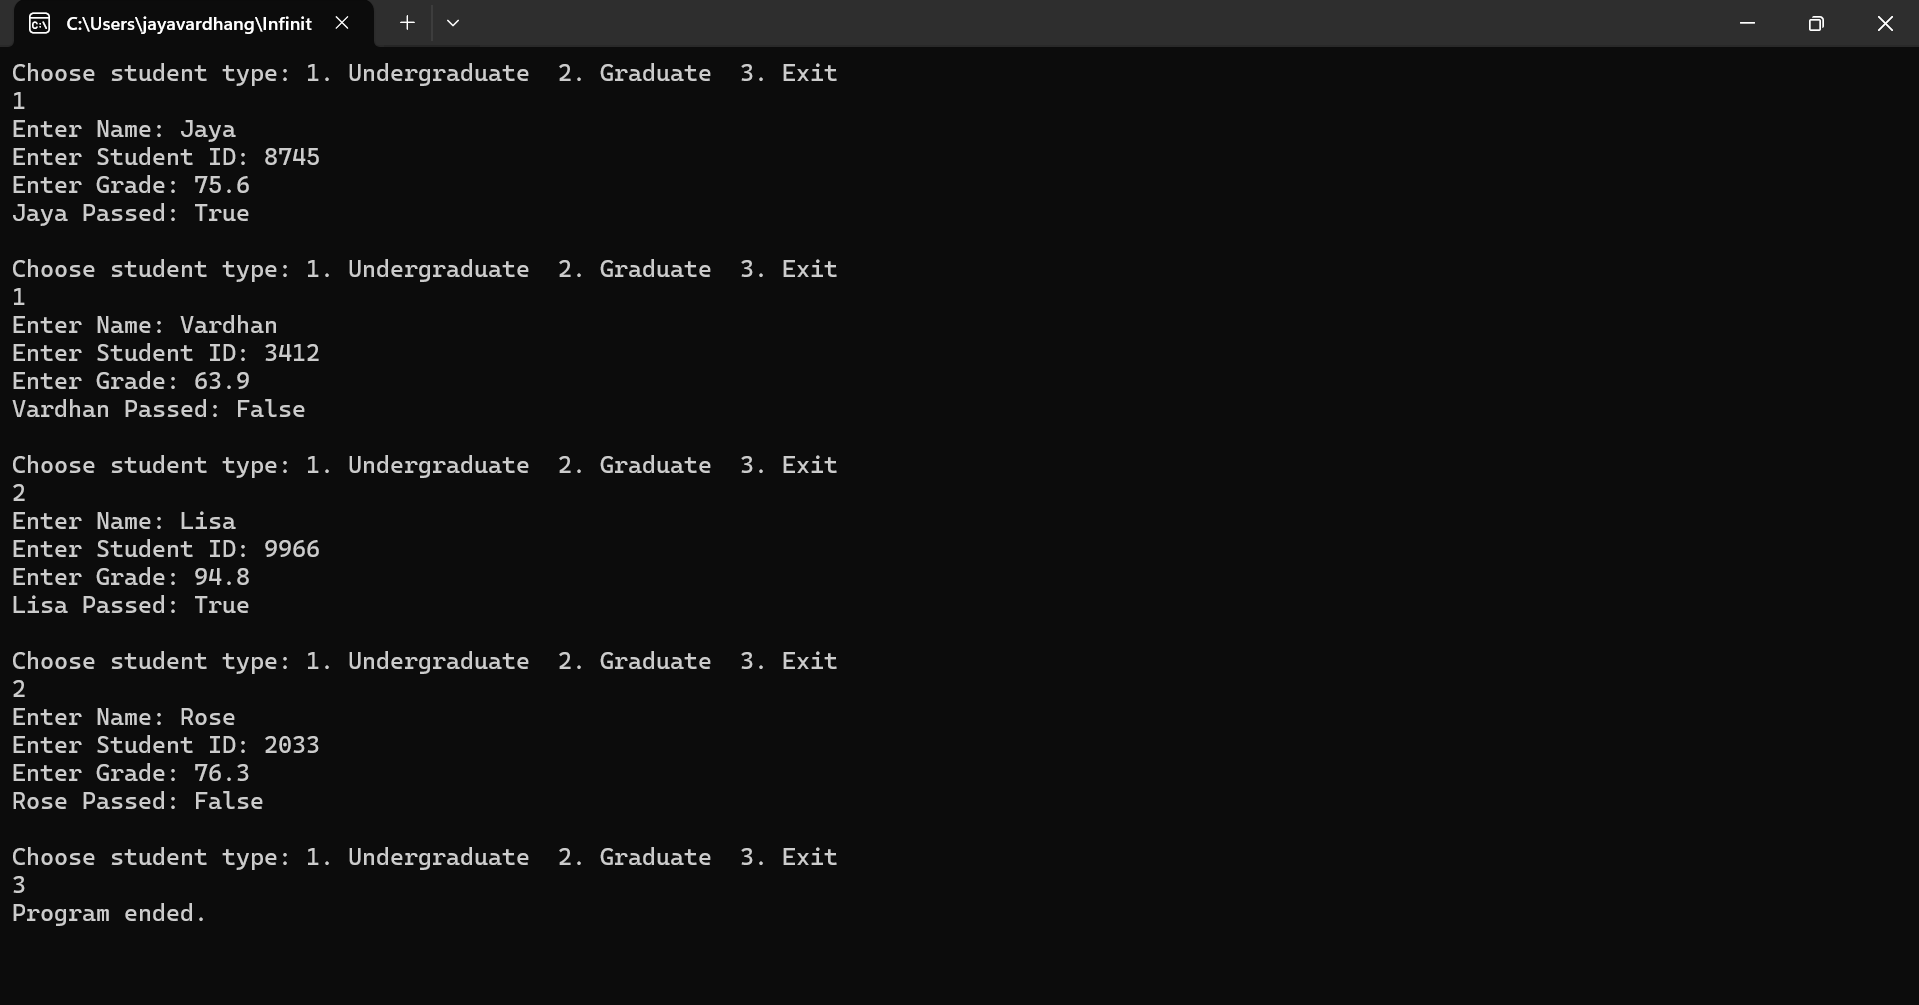 C:\Users\jayavardhang\Infinit
Choose student type: 1. Undergraduate  2. Graduate  3. Exit
1
Enter Name: Jaya
Enter Student ID: 8745
Enter Grade: 75.6
Jaya Passed: True
Choose student type: 1. Undergraduate  2. Graduate  3. Exit
1
Enter Name: Vardhan
Enter Student ID: 3412
Enter Grade: 63.9
Vardhan Passed: False
Choose student type: 1. Undergraduate  2. Graduate  3. Exit
2
Enter Name: Lisa
Enter Student ID: 9966
Enter Grade: 94.8
Lisa Passed: True
Choose student type: 1. Undergraduate  2. Graduate  3. Exit
2
Enter Name: Rose
Enter Student ID: 2033
Enter Grade: 76.3
Rose Passed: False
Choose student type: 1. Undergraduate  2. Graduate  3. Exit
3
Program ended.